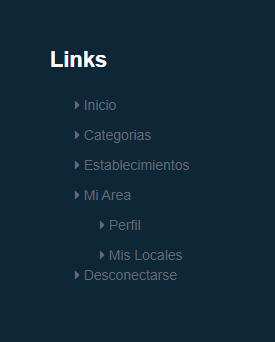 Links
Inicio
Categorias
Establecimientos
Mi Area
Perfil
Mis Locales
Desconectarse